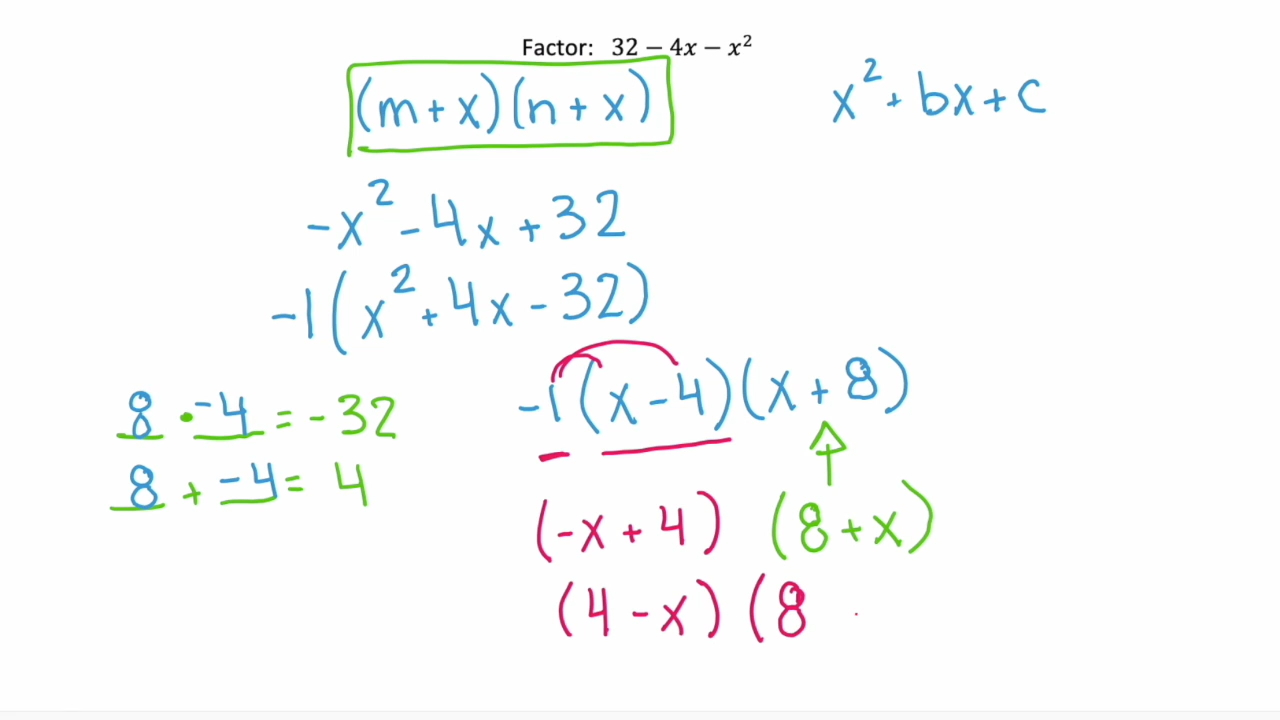 Factor: 32 − 4x − x²
(m + x)(n + x)
x² + bx + c
-x² - 4x + 32
-1(x² + 4x - 32)
-1(x - 4)(x + 8)
8 · -4 = -32
8 + -4 = 4
(-x + 4) (8 + x)
(4 - x) (8